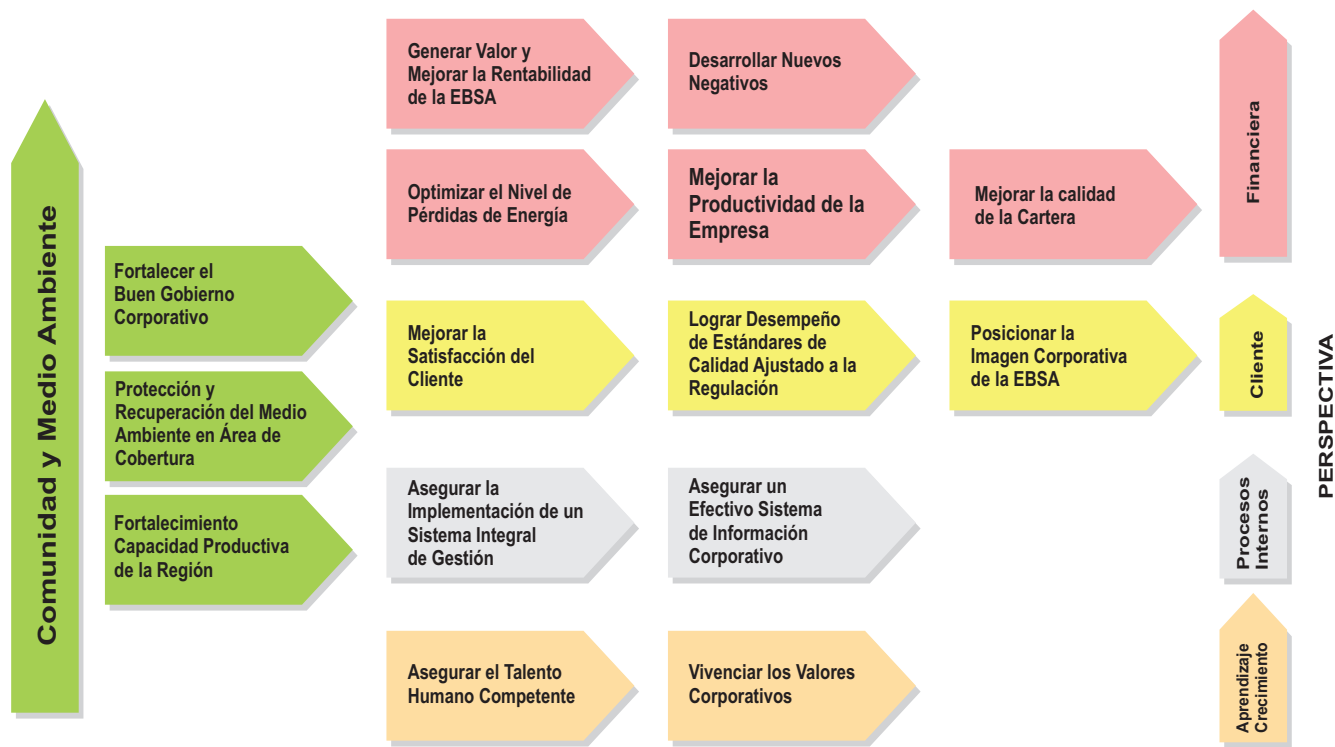 Comunidad y Medio Ambiente
Fortalecer el
Buen Gobierno
Corporativo
Protección y
Recuperación del Medio
Ambiente en Área de
Cobertura
Fortalecimiento
Capacidad Productiva
de la Región
Generar Valor y
Mejorar la Rentabilidad
de la EBSA
Desarrollar Nuevos
Negativos
Optimizar el Nivel de
Pérdidas de Energía
Mejorar la
Productividad de la
Empresa
Mejorar la calidad
de la Cartera
Financiera
Mejorar la
Satisfacción del
Cliente
Lograr Desempeño
de Estándares de
Calidad Ajustado a la
Regulación
Posicionar la
Imagen Corporativa
de la EBSA
Cliente
Asegurar la
Implementación de un
Sistema Integral
de Gestión
Asegurar un
Efectivo Sistema
de Información
Corporativo
Procesos
Internos
Asegurar el Talento
Humano Competente
Vivenciar los Valores
Corporativos
Aprendizaje
Crecimiento
PERSPECTIVA